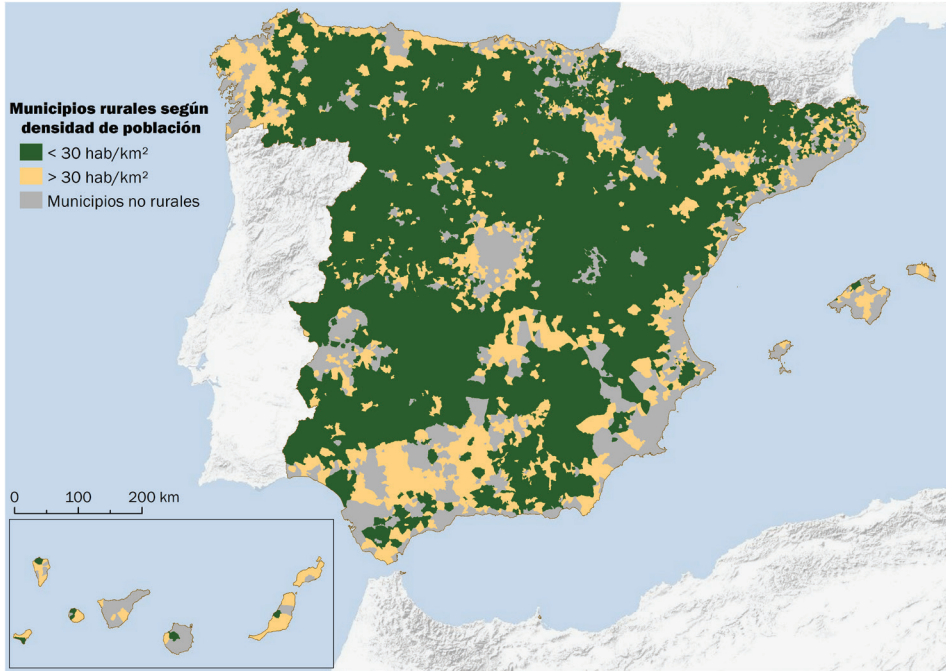 Municipios rurales según
densidad de población
< 30 hab/km²
> 30 hab/km²
Municipios no rurales
0 100 200 km